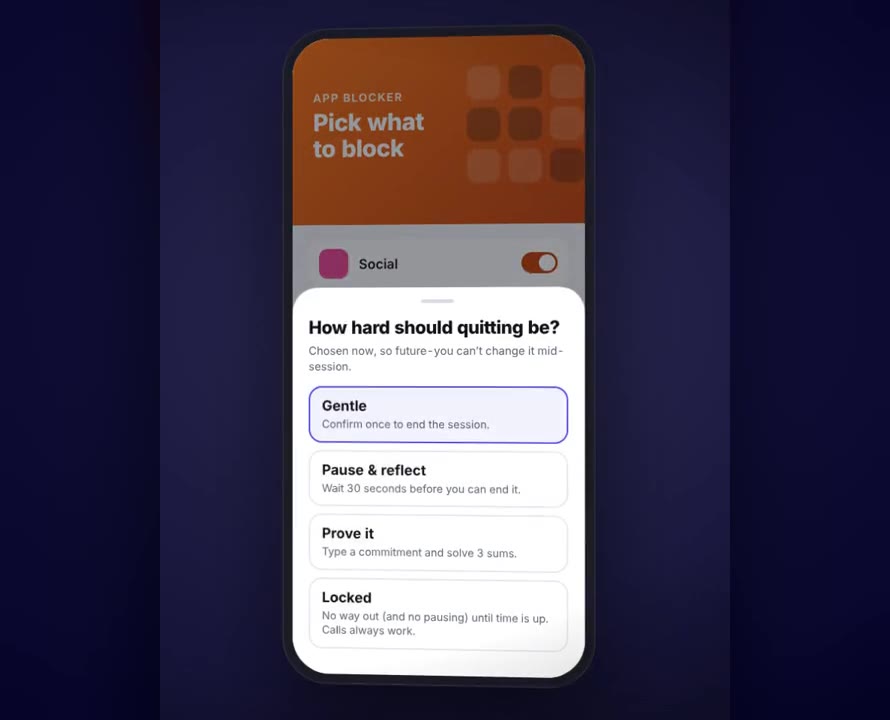 APP BLOCKER
Pick what
to block
Social
How hard should quitting be?
Chosen now, so future-you can't change it mid-
session.
Gentle
Confirm once to end the session.
Pause & reflect
Wait 30 seconds before you can end it.
Prove it
Type a commitment and solve 3 sums.
Locked
No way out (and no pausing) until time is up.
Calls always work.